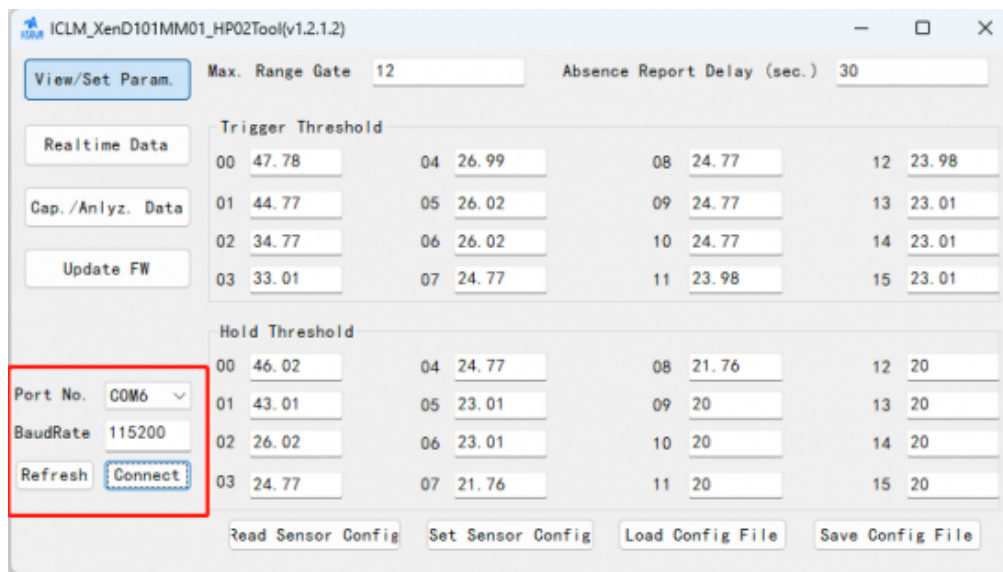 ICLM_XenD101MM01_HP02Tool(v1.2.1.2)
View/Set Param.
Max. Range Gate 12
Absence Report Delay (sec.) 30
Realtime Data
Cap./Anlyz. Data
Update FW
Trigger Threshold
00 47.78 04 26.99 08 24.77 12 23.98
01 44.77 05 26.02 09 24.77 13 23.01
02 34.77 06 26.02 10 24.77 14 23.01
03 33.01 07 24.77 11 23.98 15 23.01
Hold Threshold
00 46.02 04 24.77 08 21.76 12 20
01 43.01 05 23.01 09 20 13 20
02 26.02 06 23.01 10 20 14 20
03 24.77 07 21.76 11 20 15 20
Port No. COM6
BaudRate 115200
Refresh Connect
Read Sensor Config Set Sensor Config Load Config File Save Config File